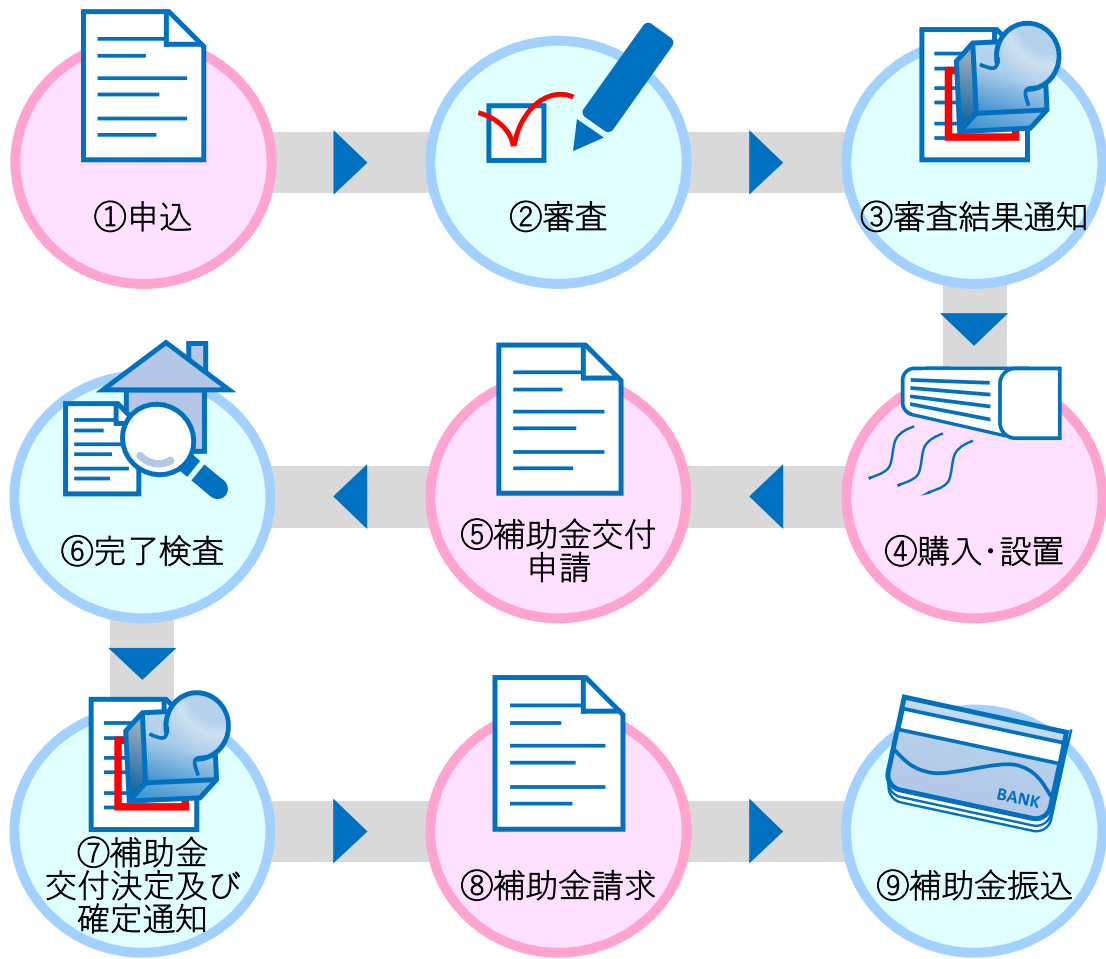 ①申込
②審査
③審査結果通知
④購入・設置
⑤補助金交付
申請
⑥完了検査
⑦補助金
交付決定及び
確定通知
⑧補助金請求
BANK
⑨補助金振込